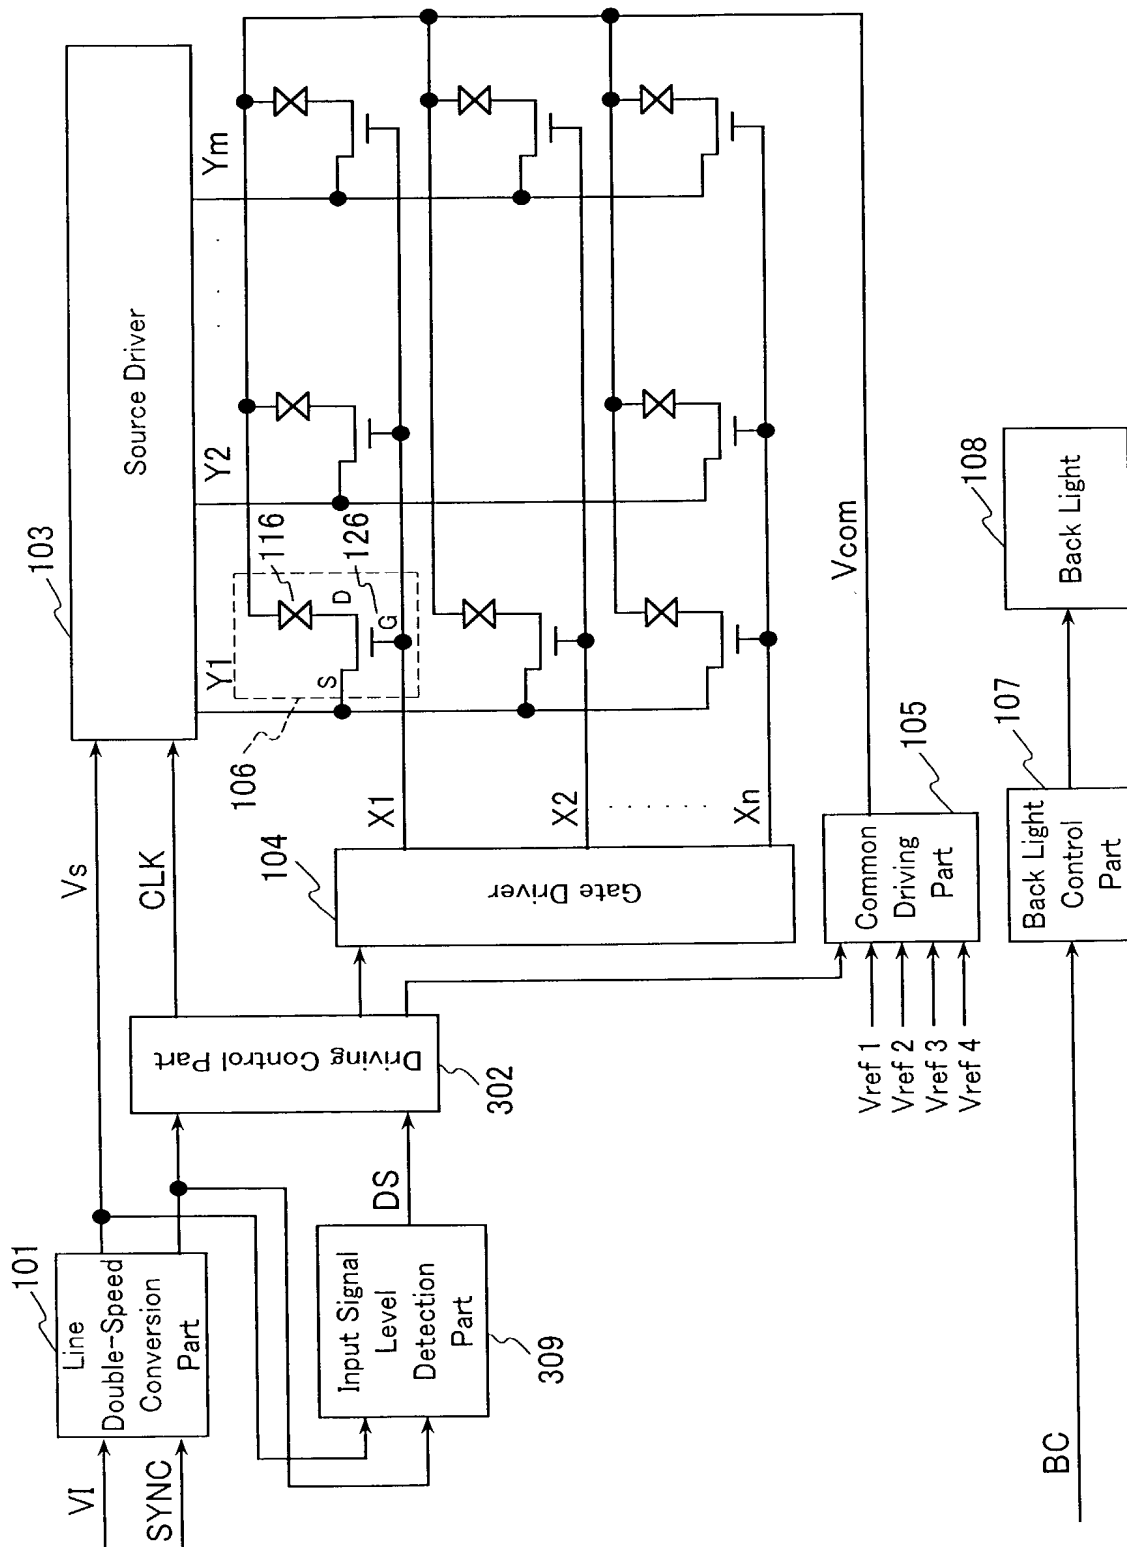 VI
SYNC
101
Line
Double-Speed
Conversion
Part
Vs
CLK
103
Source Driver
Y1
Y2
. . .
Ym
116
126
S
D
G
106
X1
X2
. . . . . .
Xn
104
Gate Driver
Driving Control Part
302
DS
Input Signal
Level
Detection
Part
309
Vcom
105
Common
Driving
Part
Vref 1
Vref 2
Vref 3
Vref 4
BC
107
Back Light
Control
Part
108
Back Light